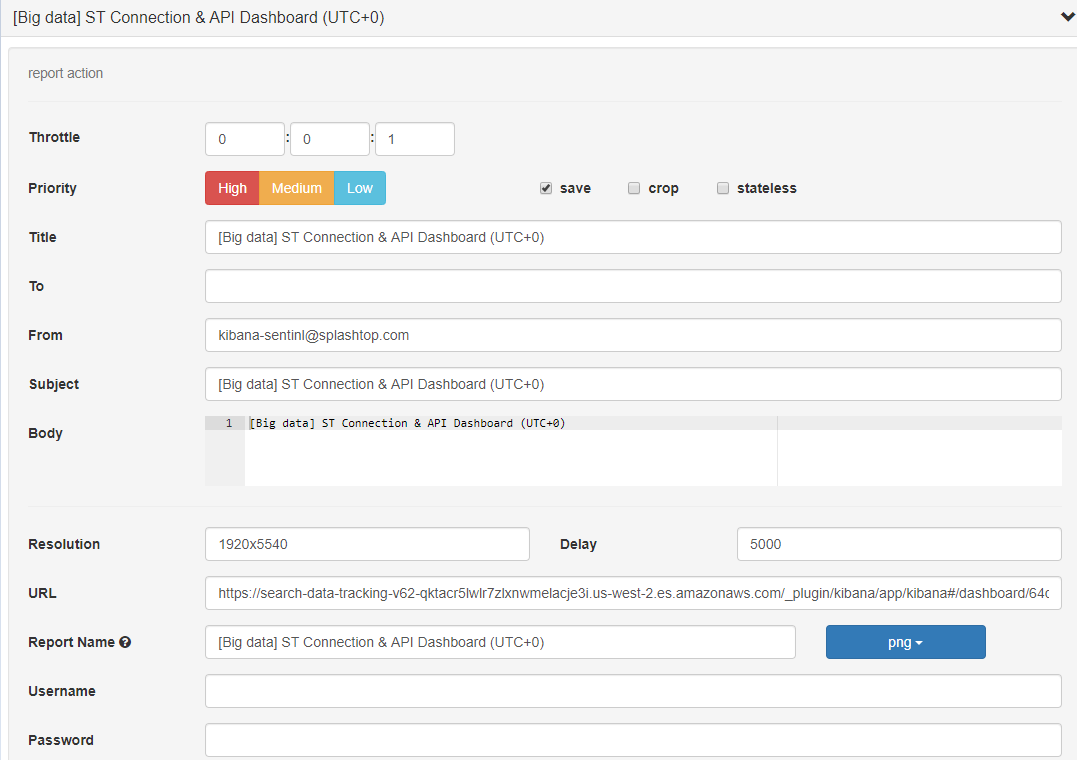 [Big data] ST Connection & API Dashboard (UTC+0)
report action
Throttle 0 : 0 : 1
Priority High Medium Low save crop stateless
Title [Big data] ST Connection & API Dashboard (UTC+0)
To
From kibana-sentinl@splashtop.com
Subject [Big data] ST Connection & API Dashboard (UTC+0)
Body 1 [Big data] ST Connection & API Dashboard (UTC+0)
Resolution 1920x5540 Delay 5000
URL https://search-data-tracking-v62-qktacr5lwlr7zlxnwmelacje3i.us-west-2.es.amazonaws.com/_plugin/kibana/app/kibana#/dashboard/64c
Report Name [Big data] ST Connection & API Dashboard (UTC+0) png
Username
Password